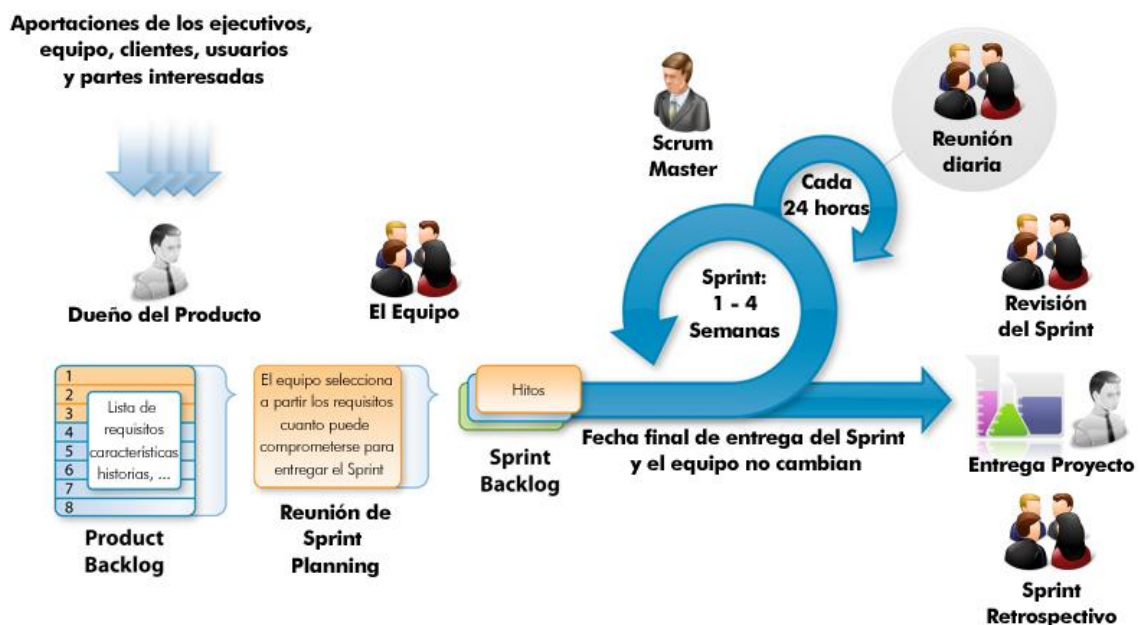 Aportaciones de los ejecutivos,
equipo, clientes, usuarios
y partes interesadas
Dueño del Producto
El Equipo
Scrum
Master
Cada
24 horas
Reunión
diaria
Sprint:
1 - 4
Semanas
Revisión
del Sprint
1
2
3
4
5
6
7
8
Lista de
requisitos
características
historias, ...
Product
Backlog
El equipo selecciona
a partir los requisitos
cuanto puede
comprometerse para
entregar el Sprint
Reunión de
Sprint
Planning
Hitos
Sprint
Backlog
Fecha final de entrega del Sprint
y el equipo no cambian
Entrega Proyecto
Sprint
Retrospectivo